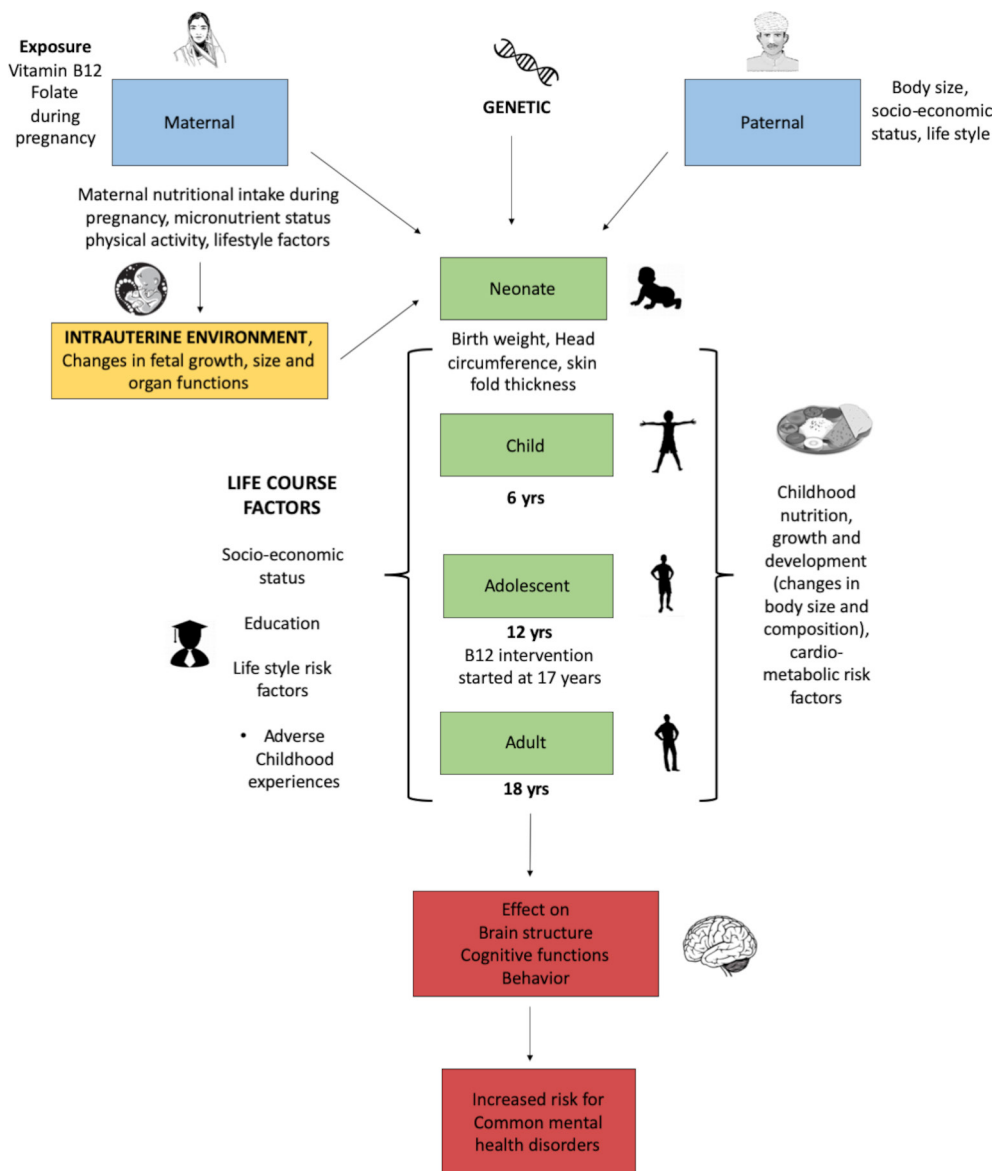 Exposure
Vitamin B12
Folate
during
pregnancy
Maternal
GENETIC
Paternal
Body size,
socio-economic
status, life style
Maternal nutritional intake during
pregnancy, micronutrient status
physical activity, lifestyle factors
INTRAUTERINE ENVIRONMENT,
Changes in fetal growth, size and
organ functions
Neonate
Birth weight, Head
circumference, skin
fold thickness
Child
6 yrs
LIFE COURSE
FACTORS
Socio-economic
status
Education
Life style risk
factors
• Adverse
Childhood
experiences
Adolescent
12 yrs
B12 intervention
started at 17 years
Adult
18 yrs
Childhood
nutrition,
growth and
development
(changes in
body size and
composition),
cardio-
metabolic risk
factors
Effect on
Brain structure
Cognitive functions
Behavior
Increased risk for
Common mental
health disorders